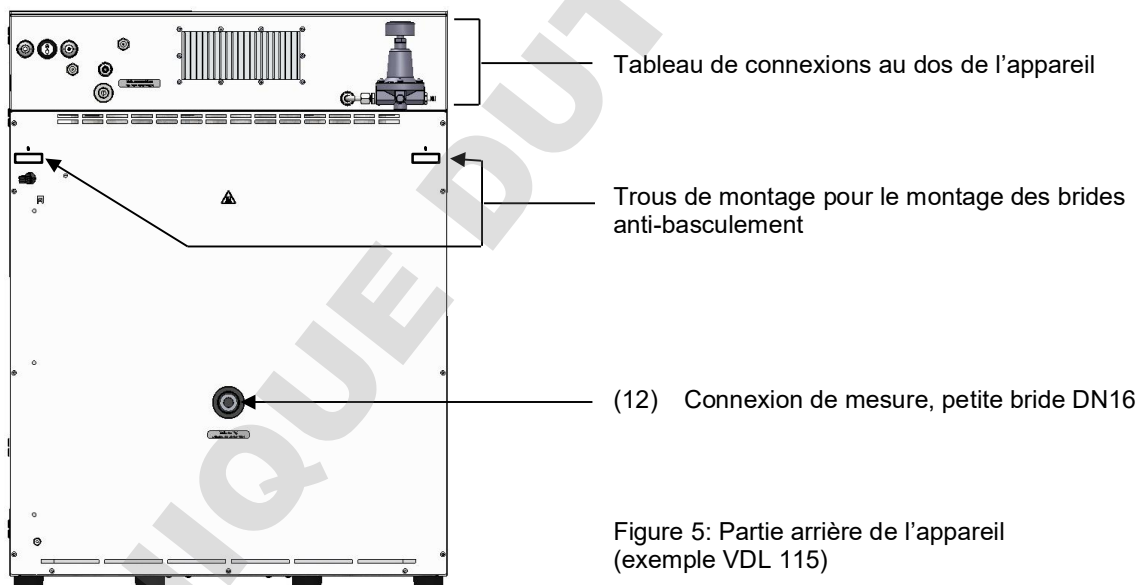 Tableau de connexions au dos de l’appareil
Trous de montage pour le montage des brides
anti-basculement
(12) Connexion de mesure, petite bride DN16
Figure 5: Partie arrière de l’appareil
(exemple VDL 115)